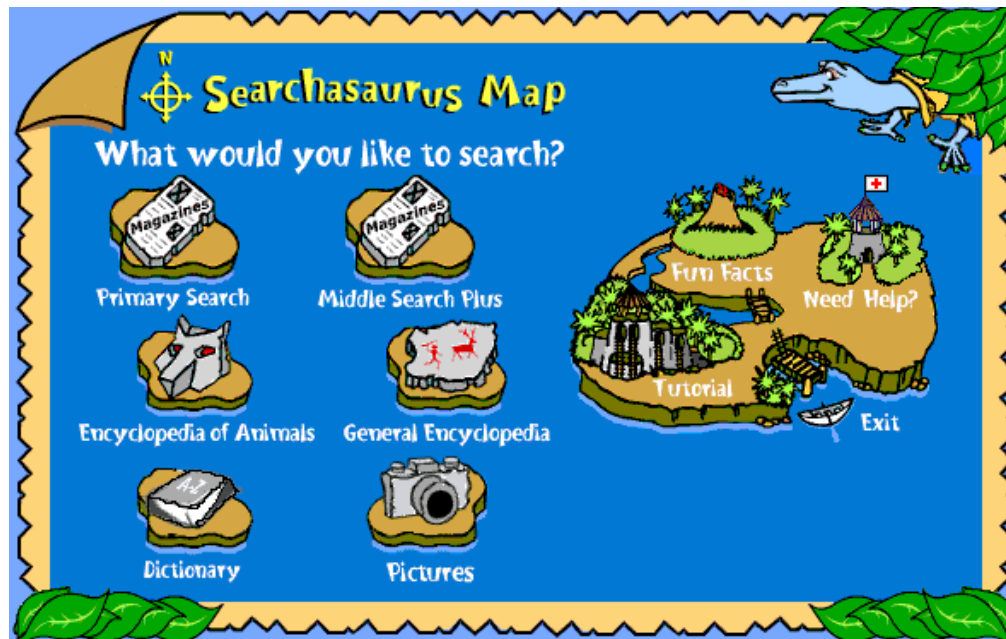 N
Searchasaurus Map
What would you like to search?
Magazines
Magazines
Primary Search
Middle Search Plus
Fun Facts
Need Help?
Tutorial
Encyclopedia of Animals
General Encyclopedia
Exit
A-Z
Dictionary
Pictures